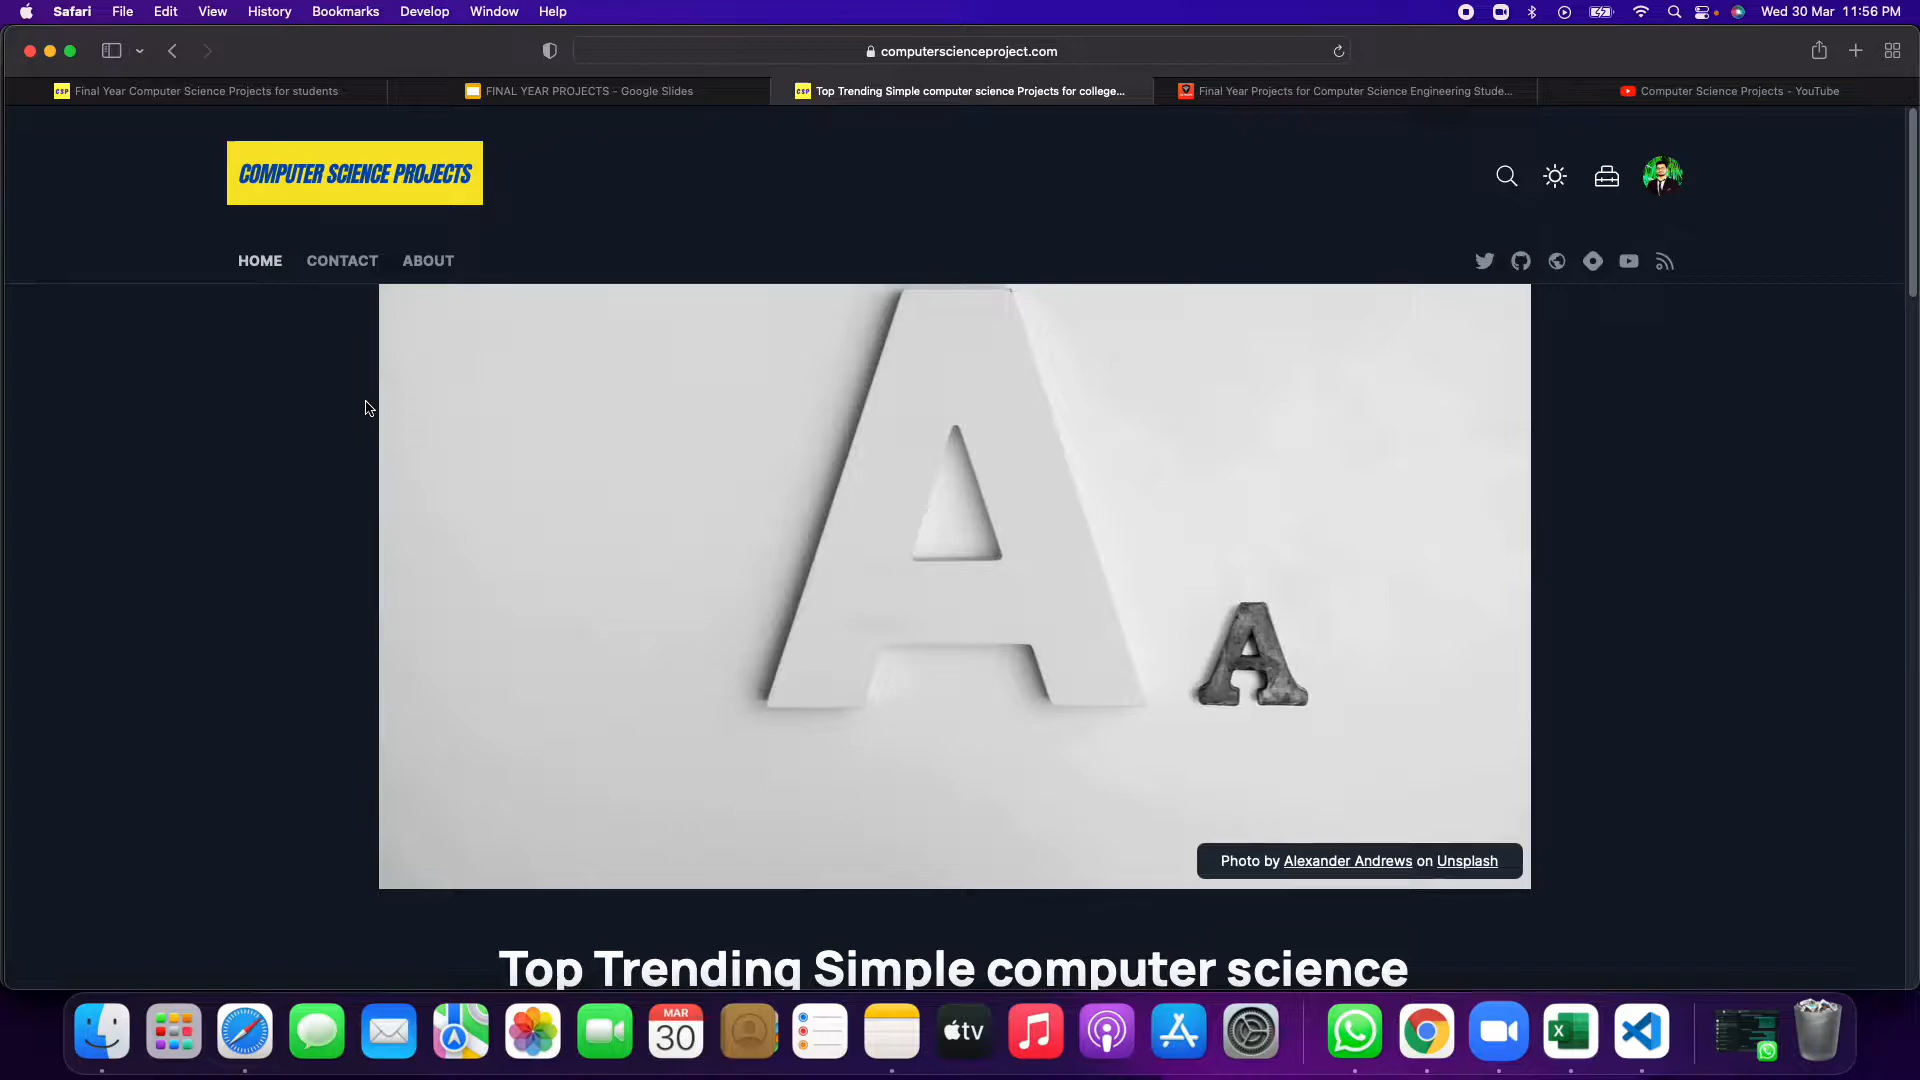 Safari File Edit View History Bookmarks Develop Window Help Wed 30 Mar 11:56 PM
computerscienceproject.com
CSP Final Year Computer Science Projects for students FINAL YEAR PROJECTS - Google Slides CSP Top Trending Simple computer science Projects for college... Final Year Projects for Computer Science Engineering Stude... Computer Science Projects - YouTube
COMPUTER SCIENCE PROJECTS
HOME CONTACT ABOUT
A
A
Photo by Alexander Andrews on Unsplash
Top Trending Simple computer science
MAR
30
tv